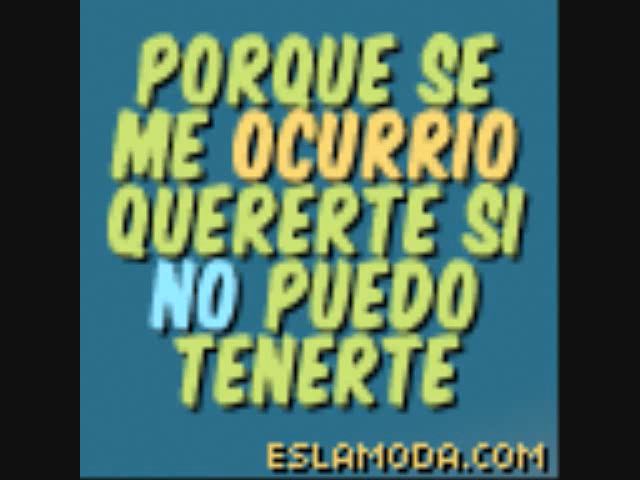 PORQUE SE
ME OCURRIO
QUERERTE SI
NO PUEDO
TENERTE
ESLAMODA.COM